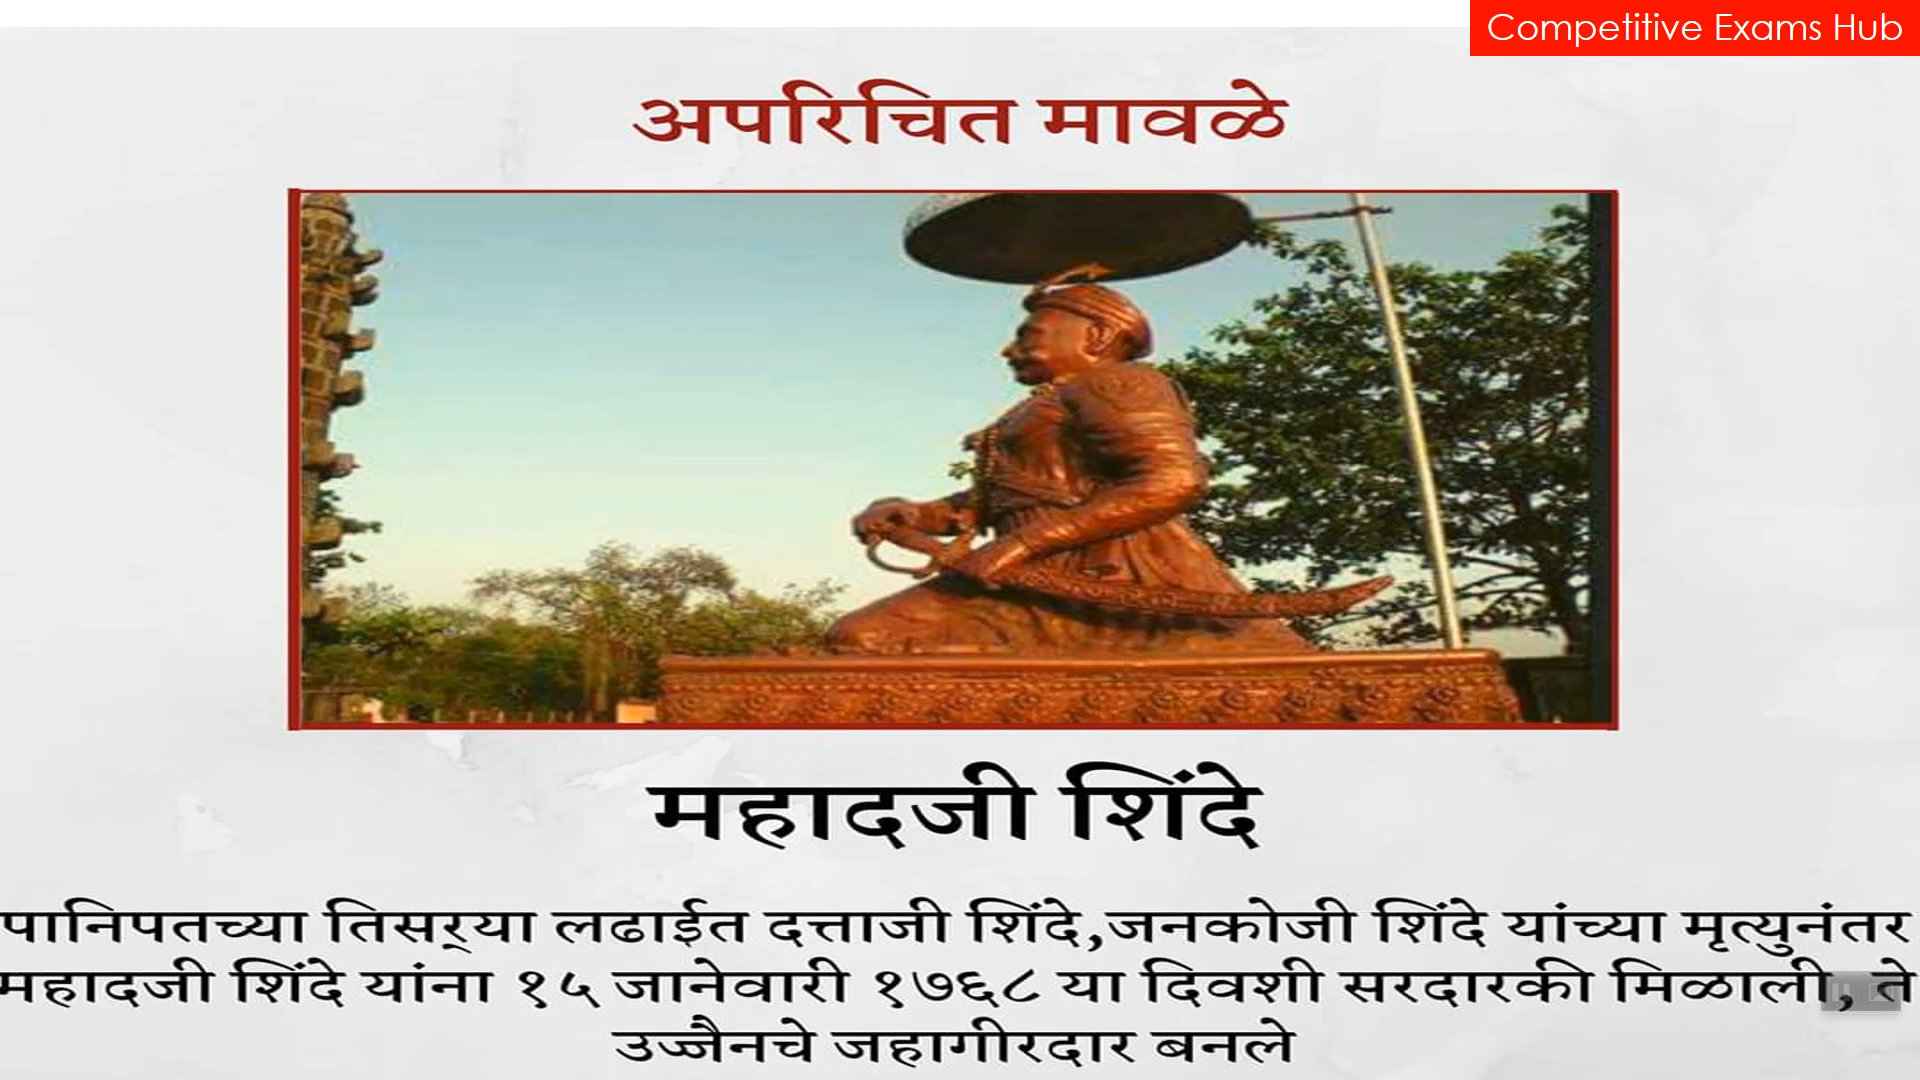 Competitive Exams Hub
अपरिचित मावळे
महादजी शिंदे
पानिपतच्या तिसऱ्या लढाईत दत्ताजी शिंदे,जनकोजी शिंदे यांच्या मृत्युनंतर
महादजी शिंदे यांना १५ जानेवारी १७६८ या दिवशी सरदारकी मिळाली, ते
उज्जैनचे जहागीरदार बनले